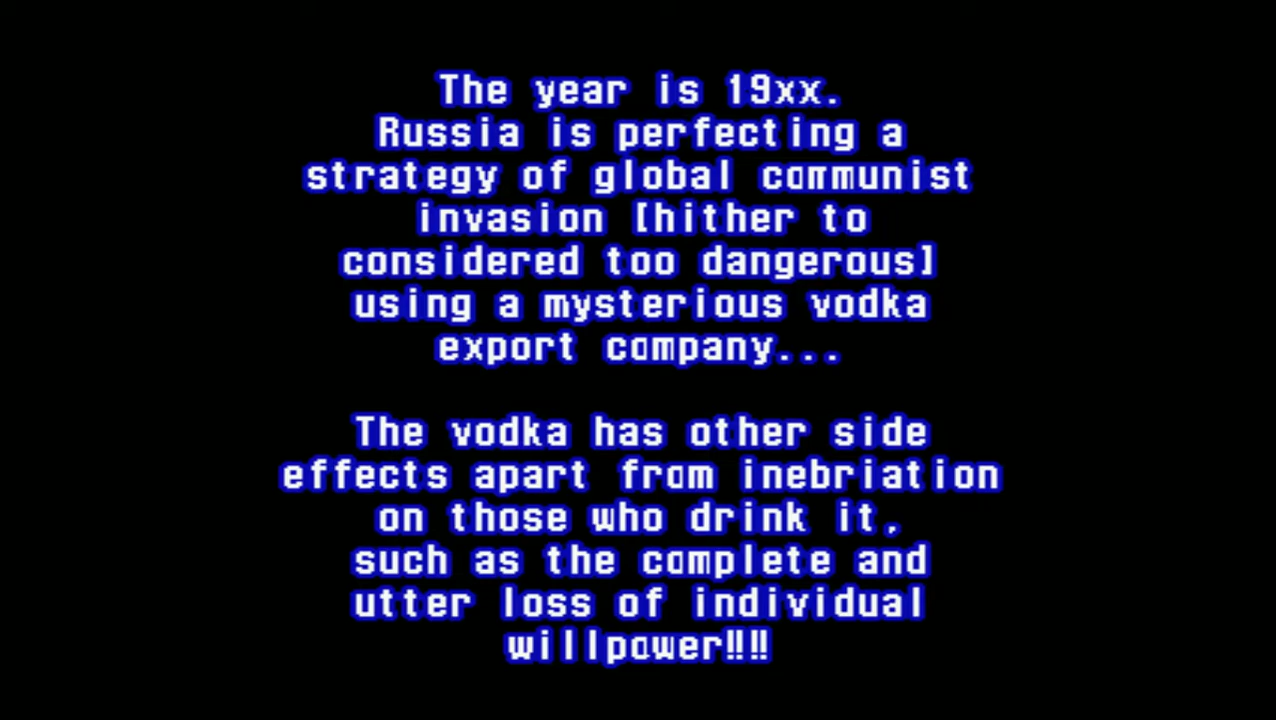 The year is 19xx.
Russia is perfecting a
strategy of global communist
invasion [hither to
considered too dangerous]
using a mysterious vodka
export company...
The vodka has other side
effects apart from inebriation
on those who drink it,
such as the complete and
utter loss of individual
willpower!!!!